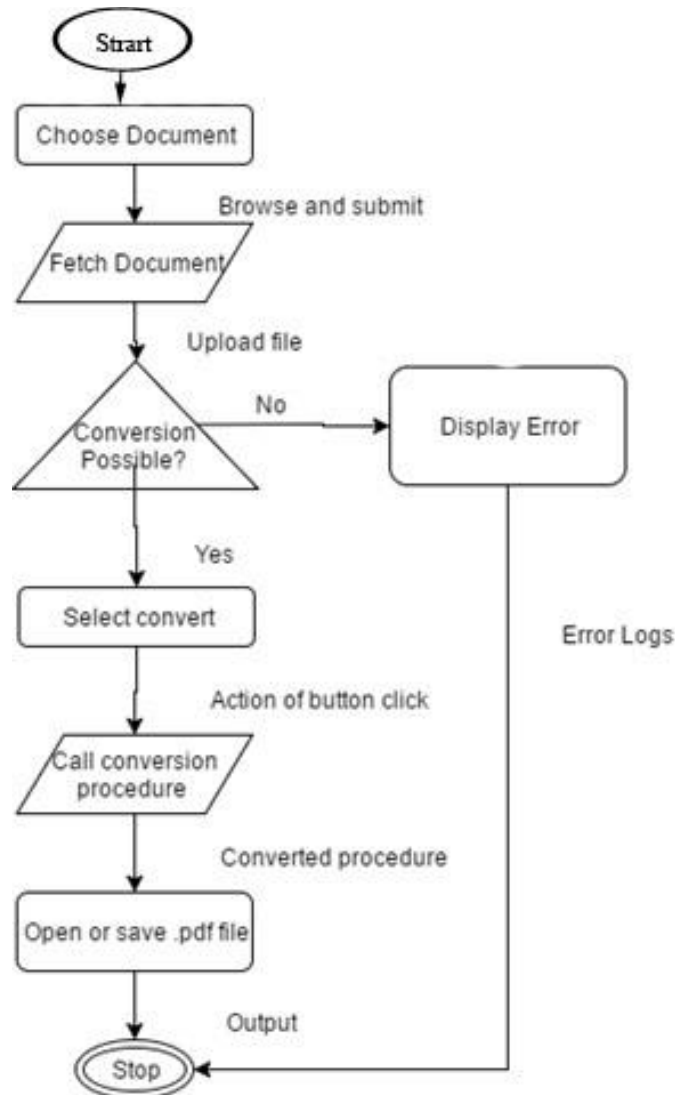 Strart
Choose Document
Browse and submit
Fetch Document
Upload file
Conversion
Possible?
No
Display Error
Yes
Select convert
Error Logs
Action of button click
Call conversion
procedure
Converted procedure
Open or save .pdf file
Output
Stop